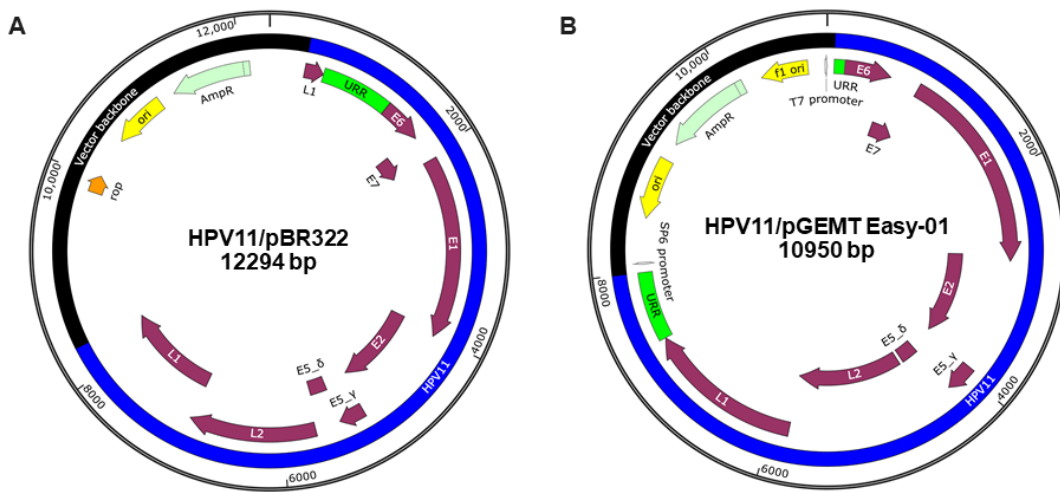 A
12,000
2000
4000
6000
8000
10,000
Vector backbone
HPV11
AmpR
ori
rop
L1
URR
E6
E7
E1
E2
E5_δ
E5_γ
L2
L1
HPV11/pBR322
12294 bp
B
10,000
2000
4000
6000
8000
Vector backbone
HPV11
f1 ori
T7 promoter
URR
E6
E7
E1
E2
E5_δ
E5_γ
L2
L1
URR
SP6 promoter
ori
AmpR
HPV11/pGEMT Easy-01
10950 bp